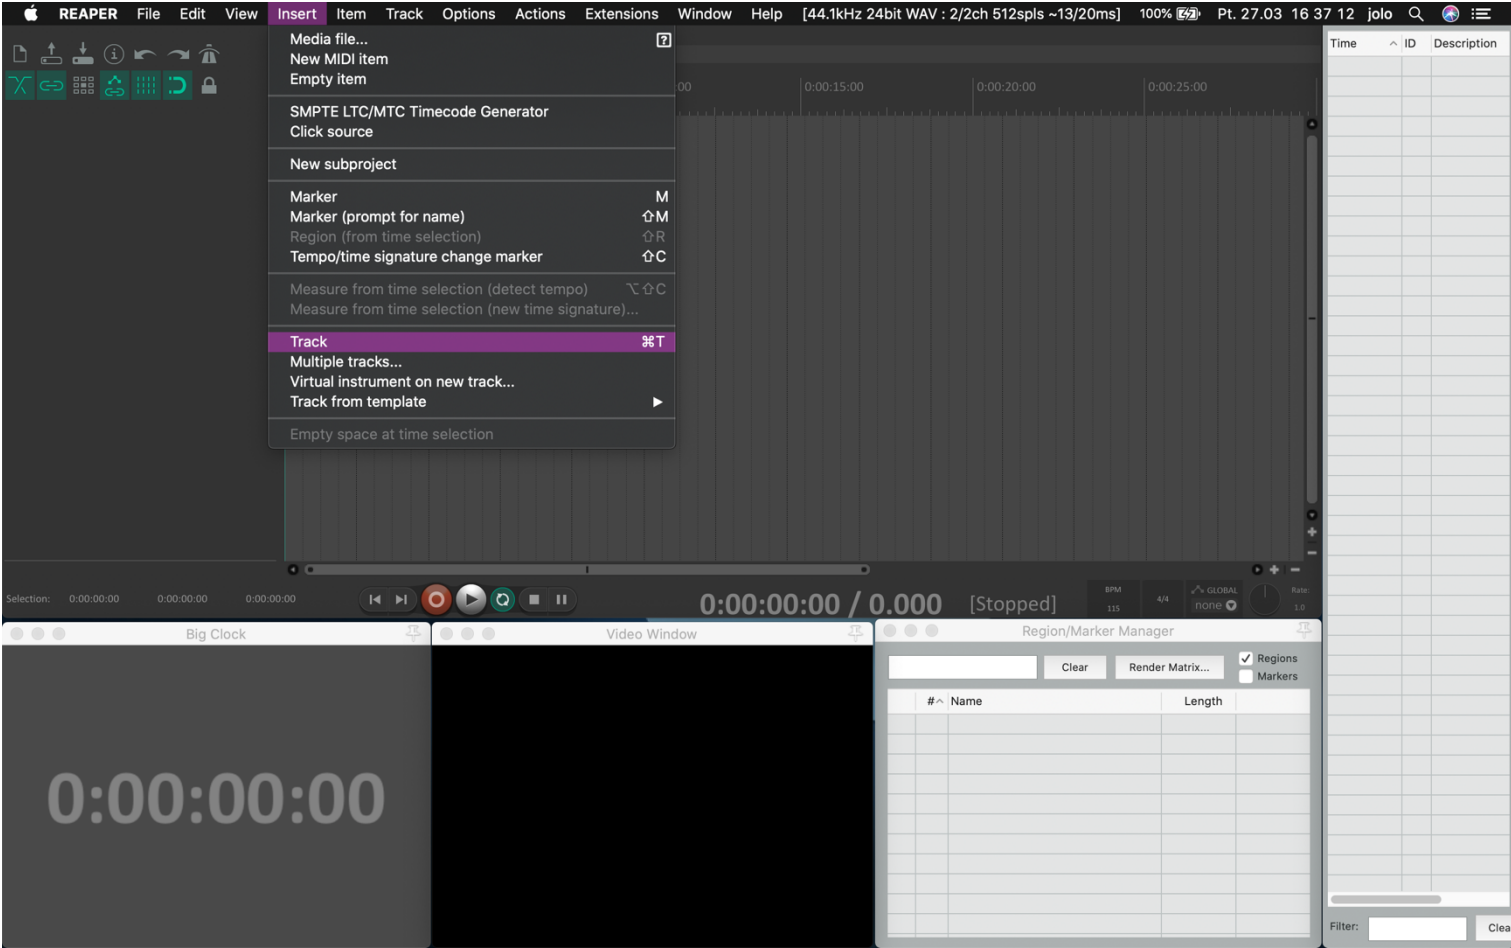 REAPER File Edit View Insert Item Track Options Actions Extensions Window Help [44.1kHz 24bit WAV : 2/2ch 512spls ~13/20ms] 100% Pt. 27.03 16 37 12 jolo
Media file...
New MIDI item
Empty item
SMPTE LTC/MTC Timecode Generator
Click source
New subproject
Marker M
Marker (prompt for name) ⇧M
Region (from time selection) ⇧R
Tempo/time signature change marker ⇧C
Measure from time selection (detect tempo) ⌥⇧C
Measure from time selection (new time signature)...
Track ⌘T
Multiple tracks...
Virtual instrument on new track...
Track from template
Empty space at time selection
:00 0:00:15:00 0:00:20:00 0:00:25:00
Time ID Description
Selection: 0:00:00:00 0:00:00:00 0:00:00:00
0:00:00:00 / 0.000 [Stopped]
BPM
115
4/4
GLOBAL
none
Rate:
1.0
Big Clock
0:00:00:00
Video Window
Region/Marker Manager
Clear Render Matrix... Regions
Markers
# Name Length
Filter: Clea